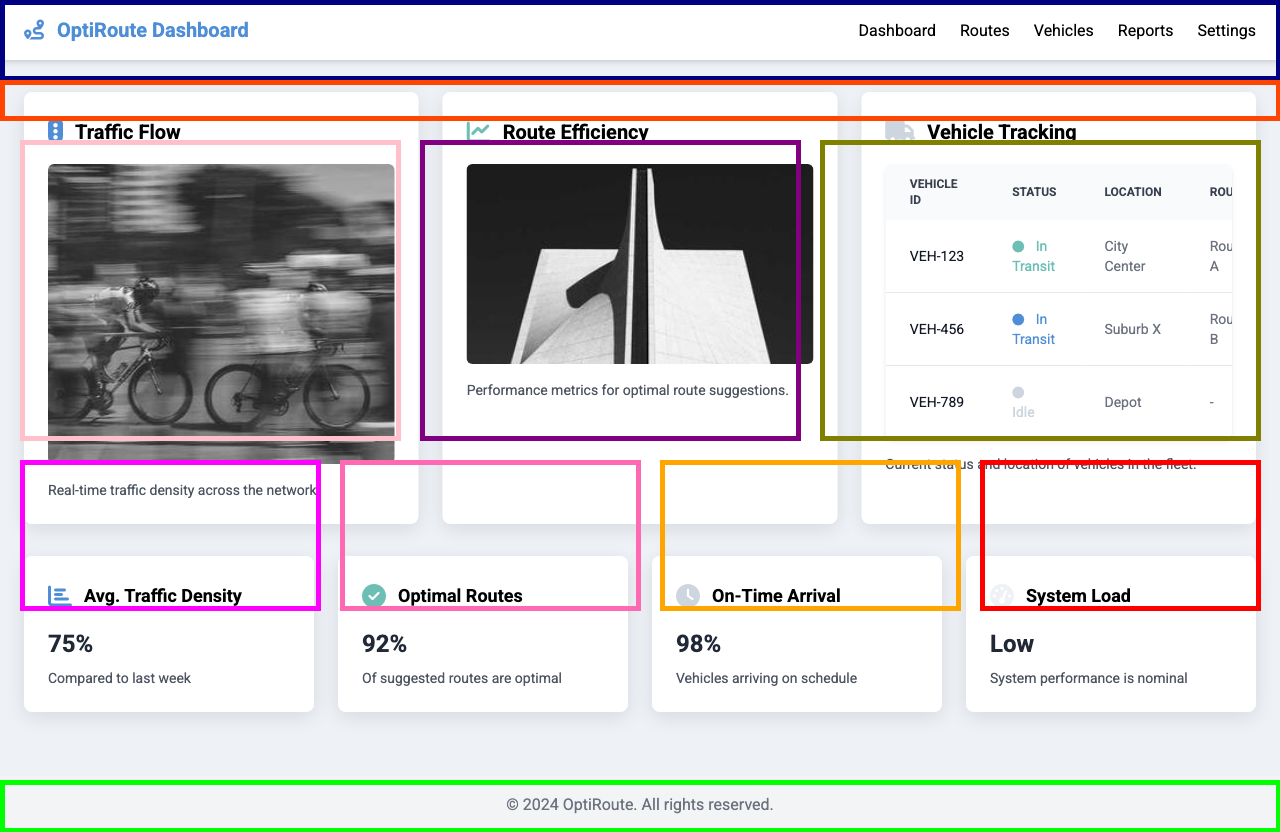 OptiRoute Dashboard
Dashboard Routes Vehicles Reports Settings
Traffic Flow
Real-time traffic density across the network
Route Efficiency
Performance metrics for optimal route suggestions.
Vehicle Tracking
VEHICLE ID STATUS LOCATION ROU
VEH-123 In Transit City Center Rou A
VEH-456 In Transit Suburb X Rou B
VEH-789 Idle Depot -
Current status and location of vehicles in the fleet.
Avg. Traffic Density
75%
Compared to last week
Optimal Routes
92%
Of suggested routes are optimal
On-Time Arrival
98%
Vehicles arriving on schedule
System Load
Low
System performance is nominal
© 2024 OptiRoute. All rights reserved.